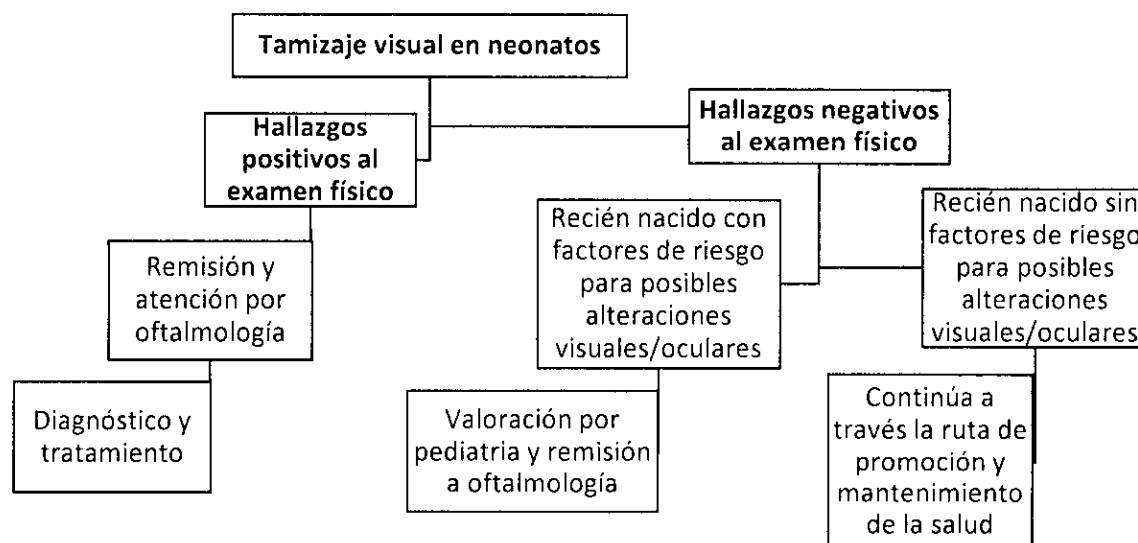 Tamizaje visual en neonatos
Hallazgos
positivos al
examen físico
Hallazgos negativos
al examen físico
Remisión y
atención por
oftalmología
Diagnóstico y
tratamiento
Recién nacido con
factores de riesgo
para posibles
alteraciones
visuales/oculares
Valoración por
pediatria y remisión
a oftalmología
Recién nacido sin
factores de riesgo
para posibles
alteraciones
visuales/oculares
Continúa a
través la ruta de
promoción y
mantenimiento
de la salud